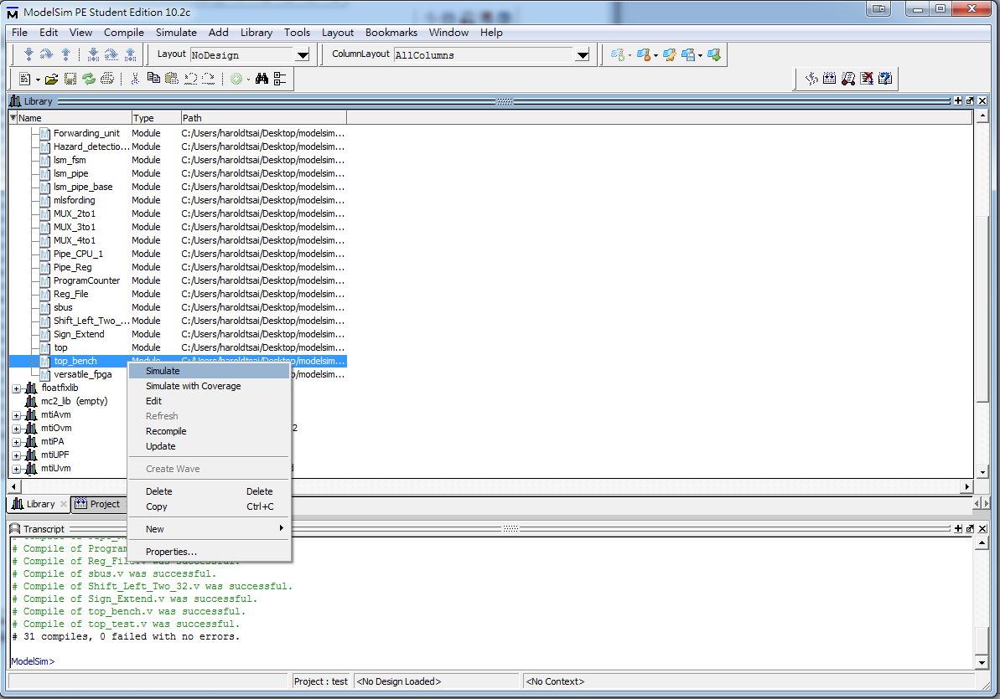 ModelSim PE Student Edition 10.2c
File Edit View Compile Simulate Add Library Tools Layout Bookmarks Window Help
Layout NoDesign ColumnLayout AllColumns
Library
Name Type Path
Forwarding_unit Module C:/Users/haroldtsai/Desktop/modelsim...
Hazard_detectio... Module C:/Users/haroldtsai/Desktop/modelsim...
lsm_fsm Module C:/Users/haroldtsai/Desktop/modelsim...
lsm_pipe Module C:/Users/haroldtsai/Desktop/modelsim...
lsm_pipe_base Module C:/Users/haroldtsai/Desktop/modelsim...
mlsfording Module C:/Users/haroldtsai/Desktop/modelsim...
MUX_2to1 Module C:/Users/haroldtsai/Desktop/modelsim...
MUX_3to1 Module C:/Users/haroldtsai/Desktop/modelsim...
MUX_4to1 Module C:/Users/haroldtsai/Desktop/modelsim...
Pipe_CPU_1 Module C:/Users/haroldtsai/Desktop/modelsim...
Pipe_Reg Module C:/Users/haroldtsai/Desktop/modelsim...
ProgramCounter Module C:/Users/haroldtsai/Desktop/modelsim...
Reg_File Module C:/Users/haroldtsai/Desktop/modelsim...
sbus Module C:/Users/haroldtsai/Desktop/modelsim...
Shift_Left_Two_... Module C:/Users/haroldtsai/Desktop/modelsim...
Sign_Extend Module C:/Users/haroldtsai/Desktop/modelsim...
top Module C:/Users/haroldtsai/Desktop/modelsim...
top_bench Module C:/Users/haroldtsai/Desktop/modelsim...
versatile_fpga p/modelsim...
floatfixlib
mc2_lib (empty)
mtiAvm
mtiOvm 2
mtiPA
mtiUPF
mtiUvm
Simulate
Simulate with Coverage
Edit
Refresh
Recompile
Update
Create Wave
Delete Delete
Copy Ctrl+C
New
Properties...
Library Project
Transcript
# Compile of Program
# Compile of Reg_File.v was successful.
# Compile of sbus.v was successful.
# Compile of Shift_Left_Two_32.v was successful.
# Compile of Sign_Extend.v was successful.
# Compile of top_bench.v was successful.
# Compile of top_test.v was successful.
# 31 compiles, 0 failed with no errors.
ModelSim>
Project : test <No Design Loaded> <No Context>